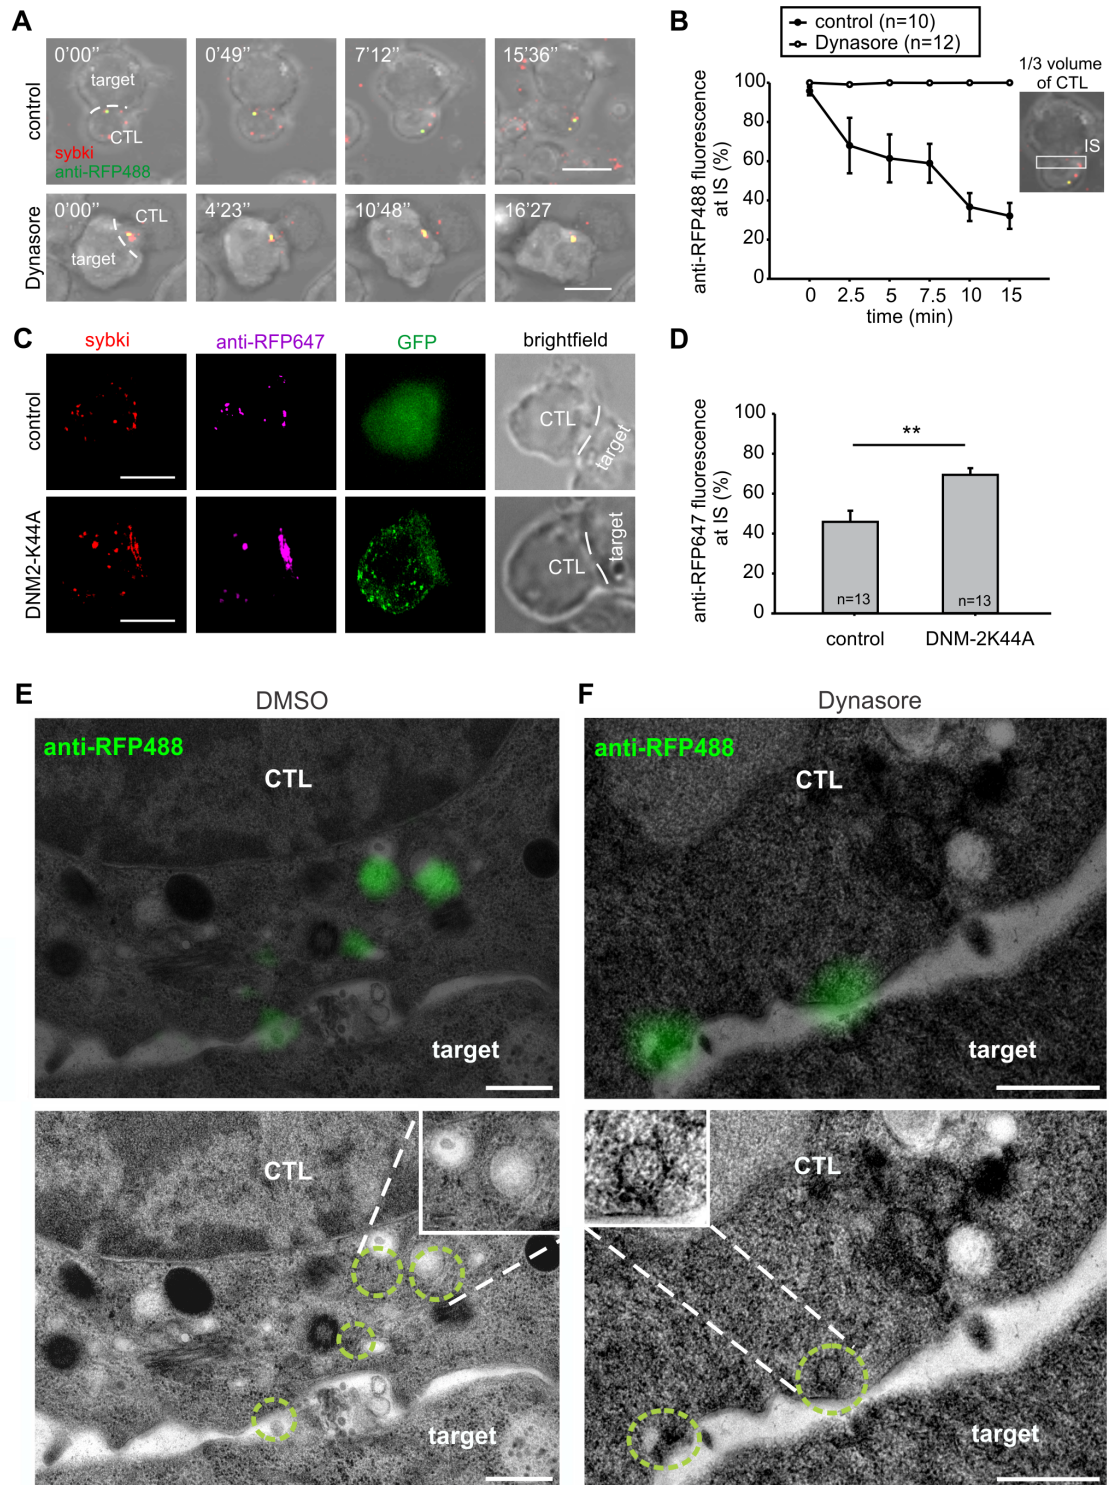 A
0'00''
target
CTL
sybki
anti-RFP488
0'49''
7'12''
15'36''
control
0'00''
CTL
target
4'23''
10'48''
16'27
Dynasore
B
control (n=10)
Dynasore (n=12)
1/3 volume
of CTL
IS
anti-RFP488 fluorescence
at IS (%)
100
80
60
40
20
0
0 2.5 5 7.5 10 15
time (min)
C
sybki anti-RFP647 GFP brightfield
control
CTL
target
DNM2-K44A
CTL
target
D
anti-RFP647 fluorescence
at IS (%)
100
80
60
40
20
0
**
n=13 n=13
control DNM-2K44A
E
DMSO
anti-RFP488
CTL
target
CTL
target
F
Dynasore
anti-RFP488
CTL
target
CTL
target